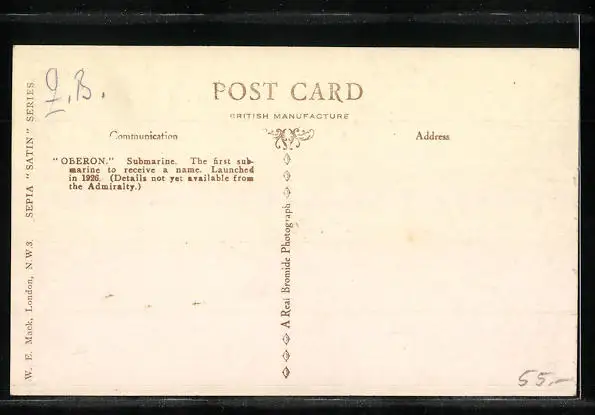 J.B.
POST CARD
BRITISH MANUFACTURE
Communication
Address
"OBERON." Submarine. The first sub-
marine to receive a name. Launched
in 1926. (Details not yet available from
the Admiralty.)
A Real Bromide Photograph
W. E. Mack, London, N.W.3. SEPIA "SATIN" SERIES.
55.-